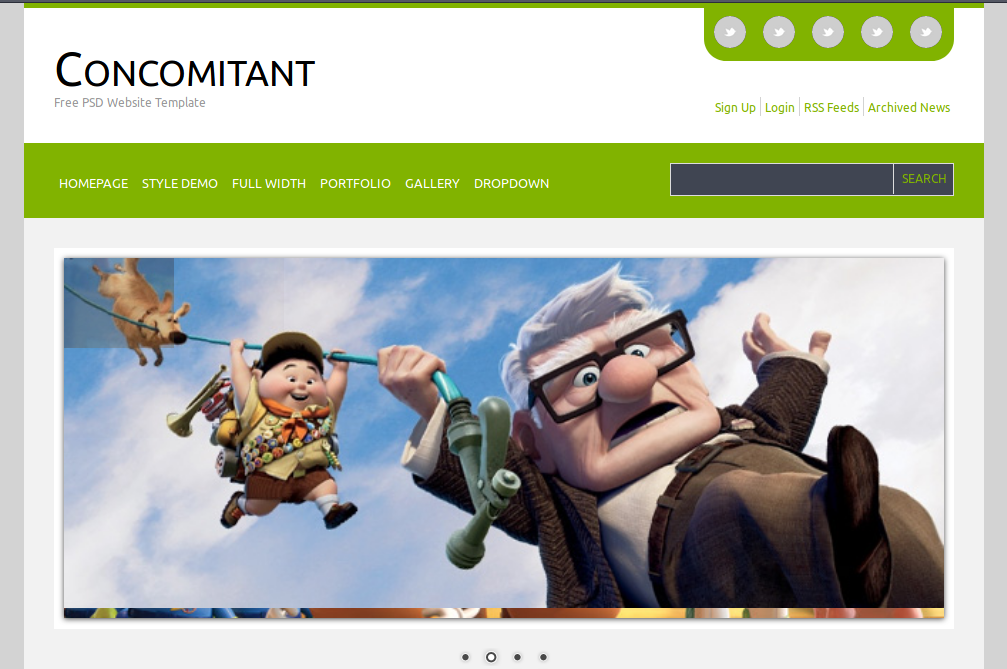 CONCOMITANT
Free PSD Website Template
Sign Up
Login
RSS Feeds
Archived News
HOMEPAGE
STYLE DEMO
FULL WIDTH
PORTFOLIO
GALLERY
DROPDOWN
SEARCH